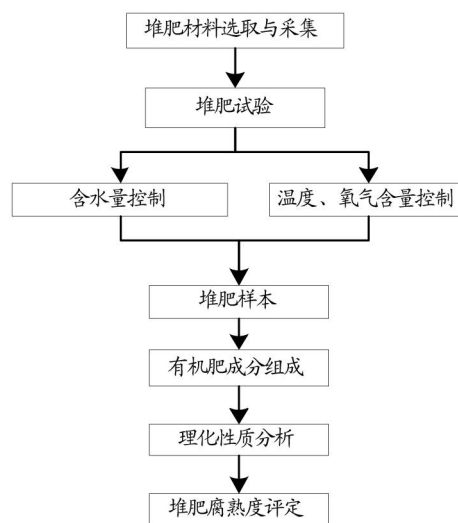 堆肥材料选取与采集
堆肥试验
含水量控制
温度、氧气含量控制
堆肥样本
有机肥成分组成
理化性质分析
堆肥腐熟度评定